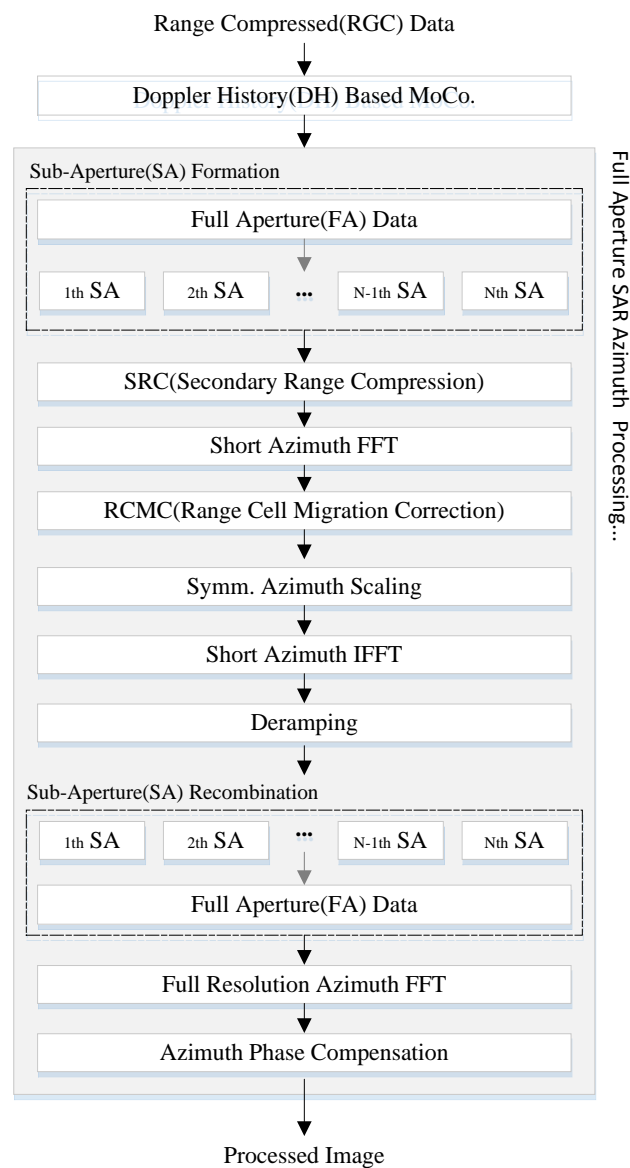 Range Compressed(RGC) Data
Doppler History(DH) Based MoCo.
Sub-Aperture(SA) Formation
Full Aperture(FA) Data
1th SA
2th SA
...
N-1th SA
Nth SA
SRC(Secondary Range Compression)
Short Azimuth FFT
RCMC(Range Cell Migration Correction)
Symm. Azimuth Scaling
Short Azimuth IFFT
Deramping
Sub-Aperture(SA) Recombination
1th SA
2th SA
...
N-1th SA
Nth SA
Full Aperture(FA) Data
Full Resolution Azimuth FFT
Azimuth Phase Compensation
Processed Image
Full Aperture SAR Azimuth Processing...